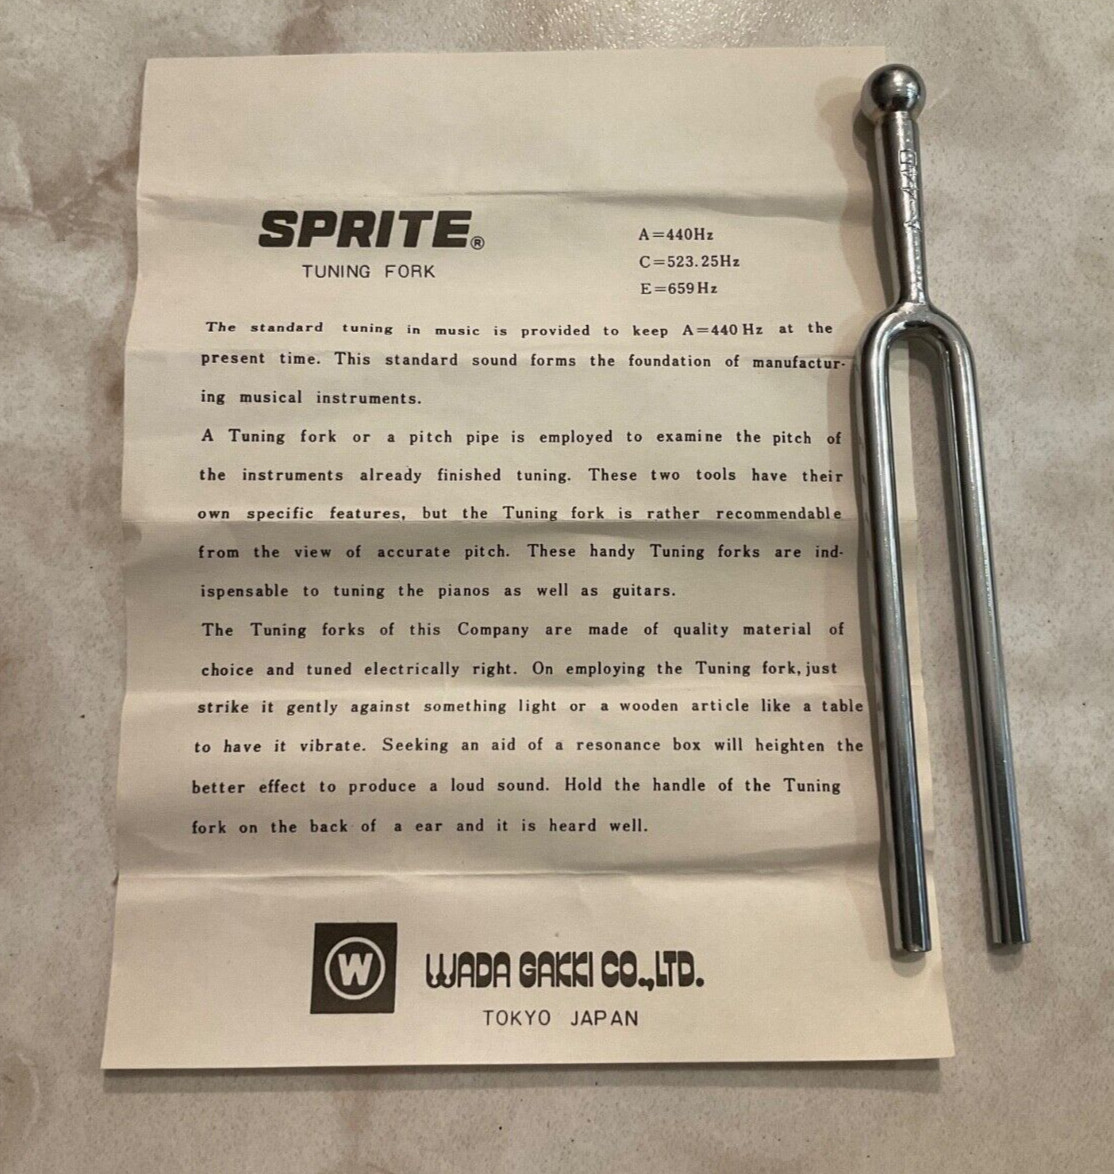 SPRITE®
TUNING FORK
A=440Hz
C=523.25Hz
E=659Hz
The standard tuning in music is provided to keep A=440 Hz at the
present time. This standard sound forms the foundation of manufactur-
ing musical instruments.
A Tuning fork or a pitch pipe is employed to examine the pitch of
the instruments already finished tuning. These two tools have their
own specific features, but the Tuning fork is rather recommendable
from the view of accurate pitch. These handy Tuning forks are ind-
ispensable to tuning the pianos as well as guitars.
The Tuning forks of this Company are made of quality material of
choice and tuned electrically right. On employing the Tuning fork, just
strike it gently against something light or a wooden article like a table
to have it vibrate. Seeking an aid of a resonance box will heighten the
better effect to produce a loud sound. Hold the handle of the Tuning
fork on the back of a ear and it is heard well.
W
WADA GAKKI CO.,LTD.
TOKYO JAPAN